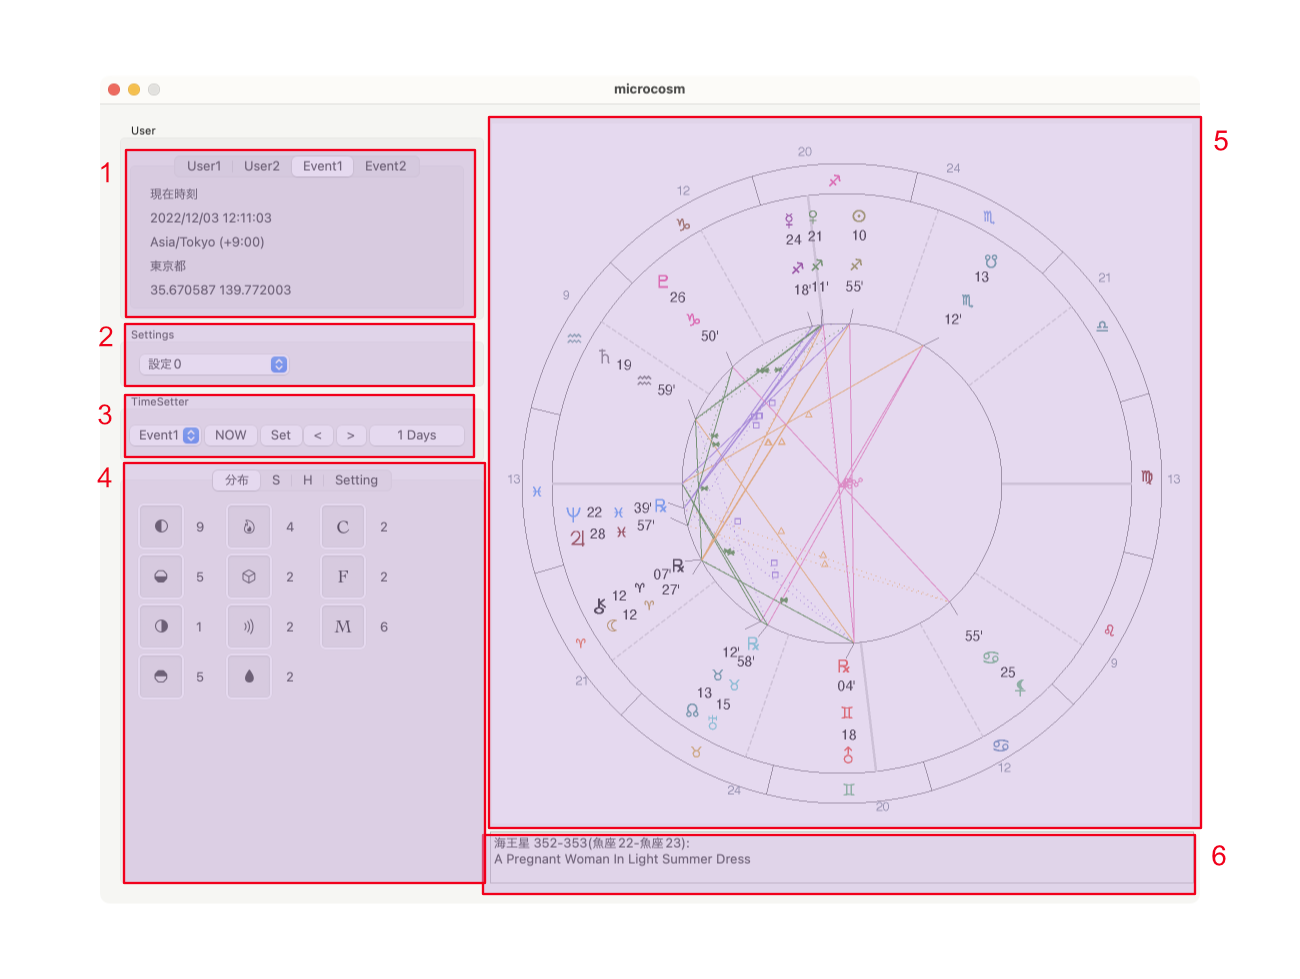 microcosm
User
1
User1 User2 Event1 Event2
現在時刻
2022/12/03 12:11:03
Asia/Tokyo (+9:00)
東京都
35.670587 139.772003
2
Settings
設定0
3
TimeSetter
Event1 NOW Set < > 1 Days
4
分布 S H Setting
9 4 C 2
5 2 F 2
1 2 M 6
5 2
5
20
24
12
21
9
13
13
21
9
24
12
20
24 21 10
18' 11' 55'
13
12'
26
50'
19
59'
22 39'
28 57'
07'
12 27'
12
12'
58'
13
15
04'
18
55'
25
6
海王星 352-353(魚座22-魚座23):
A Pregnant Woman In Light Summer Dress